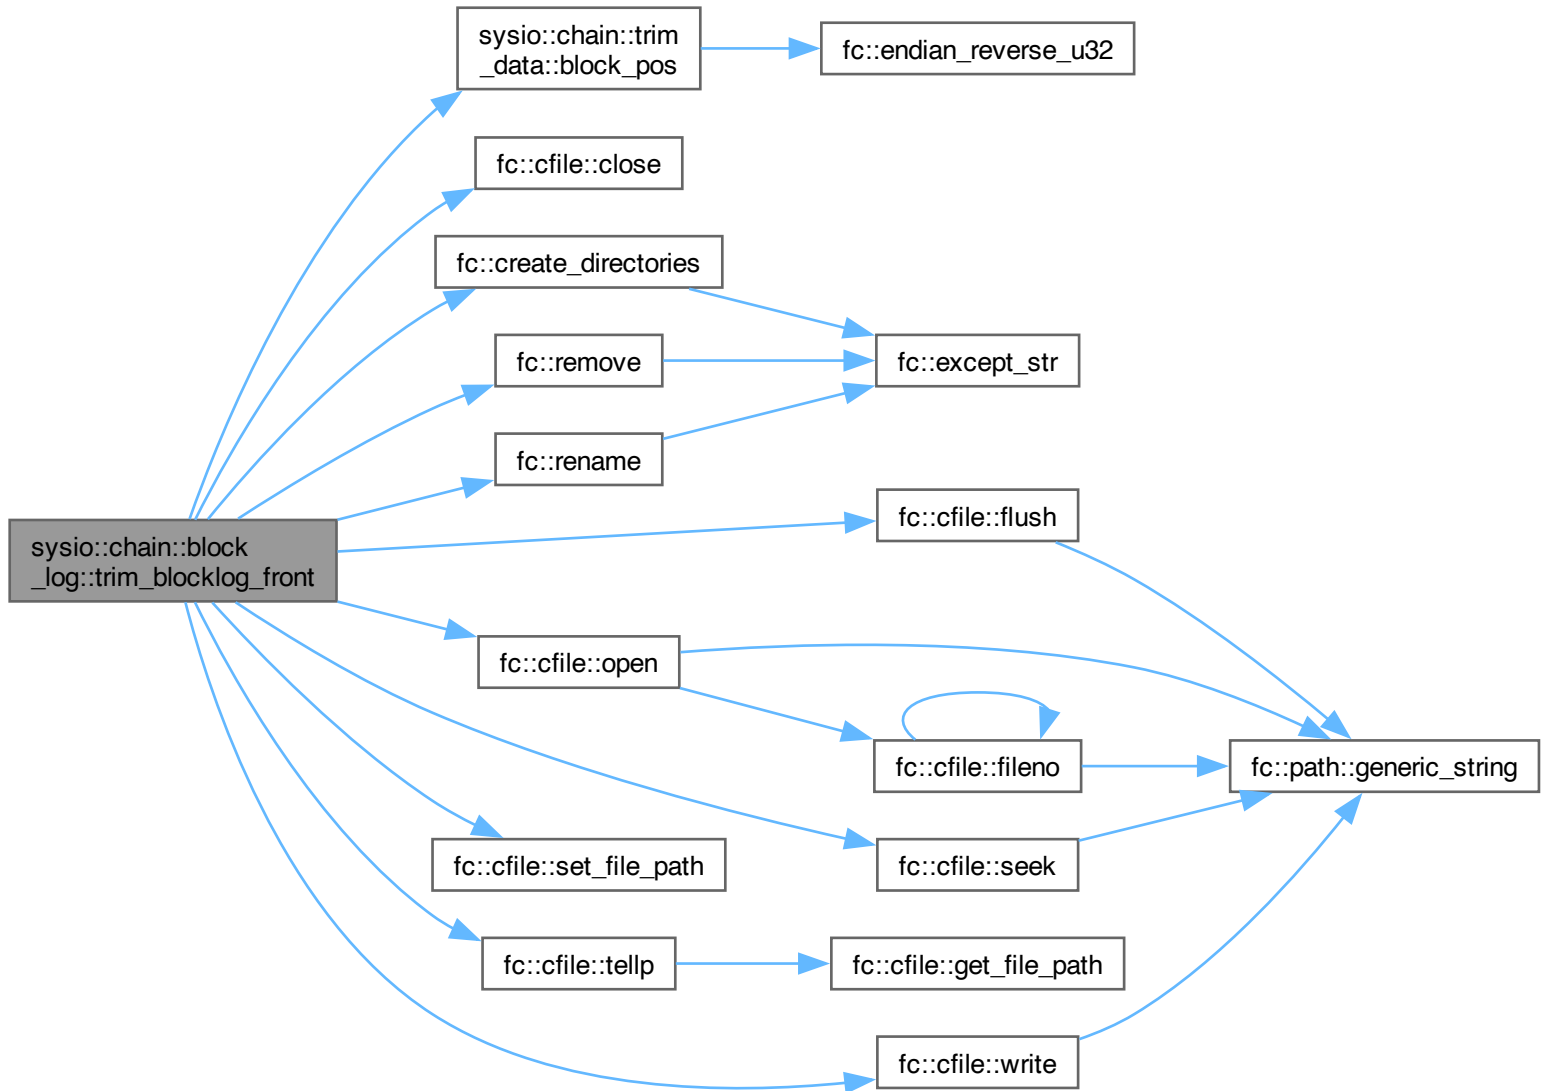 sysio::chain::trim
_data::block_pos
fc::endian_reverse_u32
fc::cfile::close
fc::create_directories
fc::remove
fc::except_str
fc::rename
fc::cfile::flush
sysio::chain::block
_log::trim_blocklog_front
fc::cfile::open
fc::cfile::fileno
fc::path::generic_string
fc::cfile::set_file_path
fc::cfile::seek
fc::cfile::tellp
fc::cfile::get_file_path
fc::cfile::write